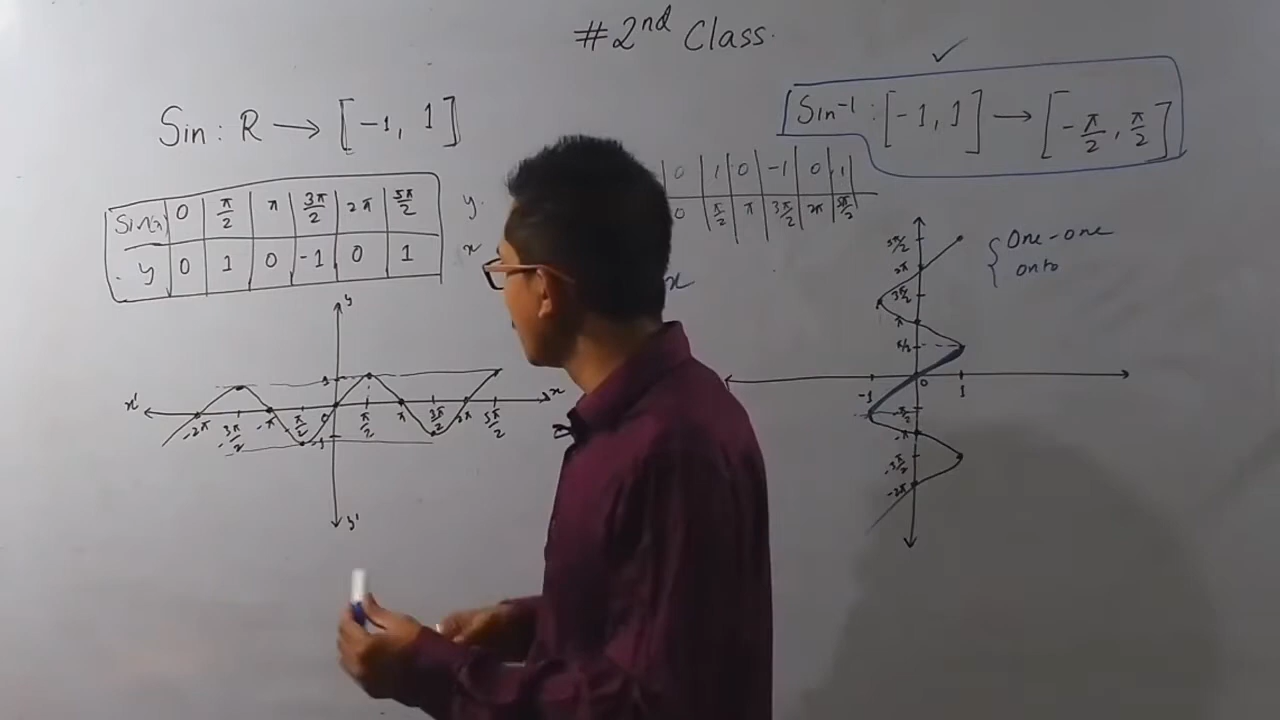 #2nd Class.
Sin : R → [-1, 1]
Sin⁻¹ : [-1, 1] → [-π/2, π/2]
Sin(x) 0 π/2 π 3π/2 2π 5π/2
y 0 1 0 -1 0 1
y 0 1 0 -1 0 1
x 0 π/2 π 3π/2 2π 5π/2
x
One-one
onto
y
x' -2π -3π/2 -π -π/2 0 π/2 π 3π/2 2π 5π/2 x
1
-1
y'
5π/2
2π
3π/2
π
π/2
-1 0 1
-π/2
-π
-3π/2
-2π